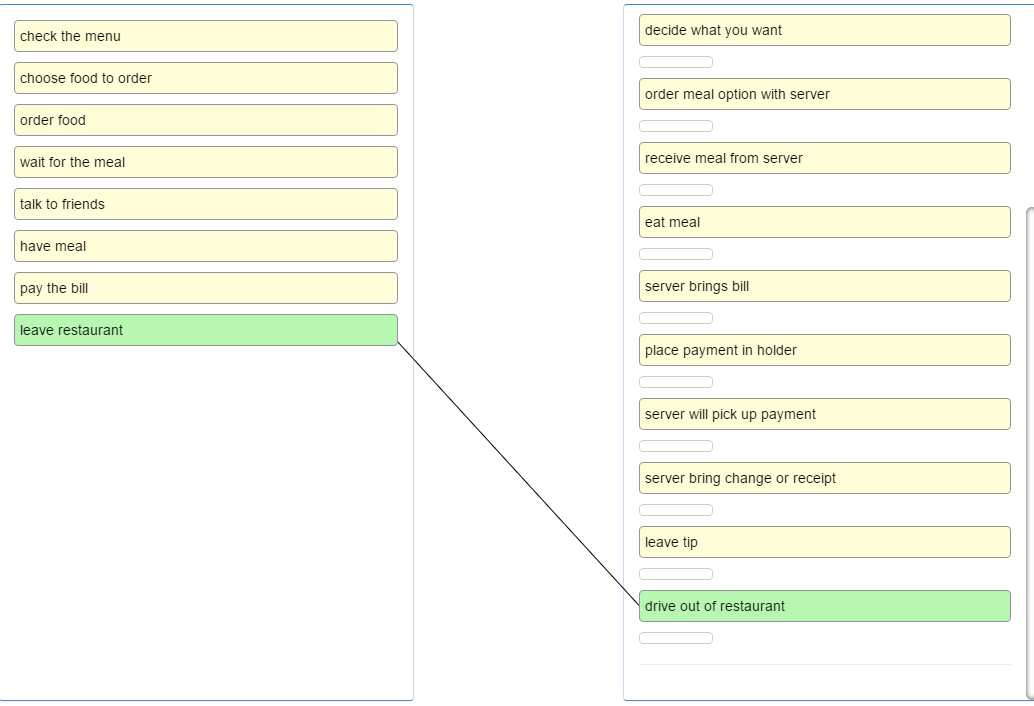 check the menu
choose food to order
order food
wait for the meal
talk to friends
have meal
pay the bill
leave restaurant
decide what you want
order meal option with server
receive meal from server
eat meal
server brings bill
place payment in holder
server will pick up payment
server bring change or receipt
leave tip
drive out of restaurant